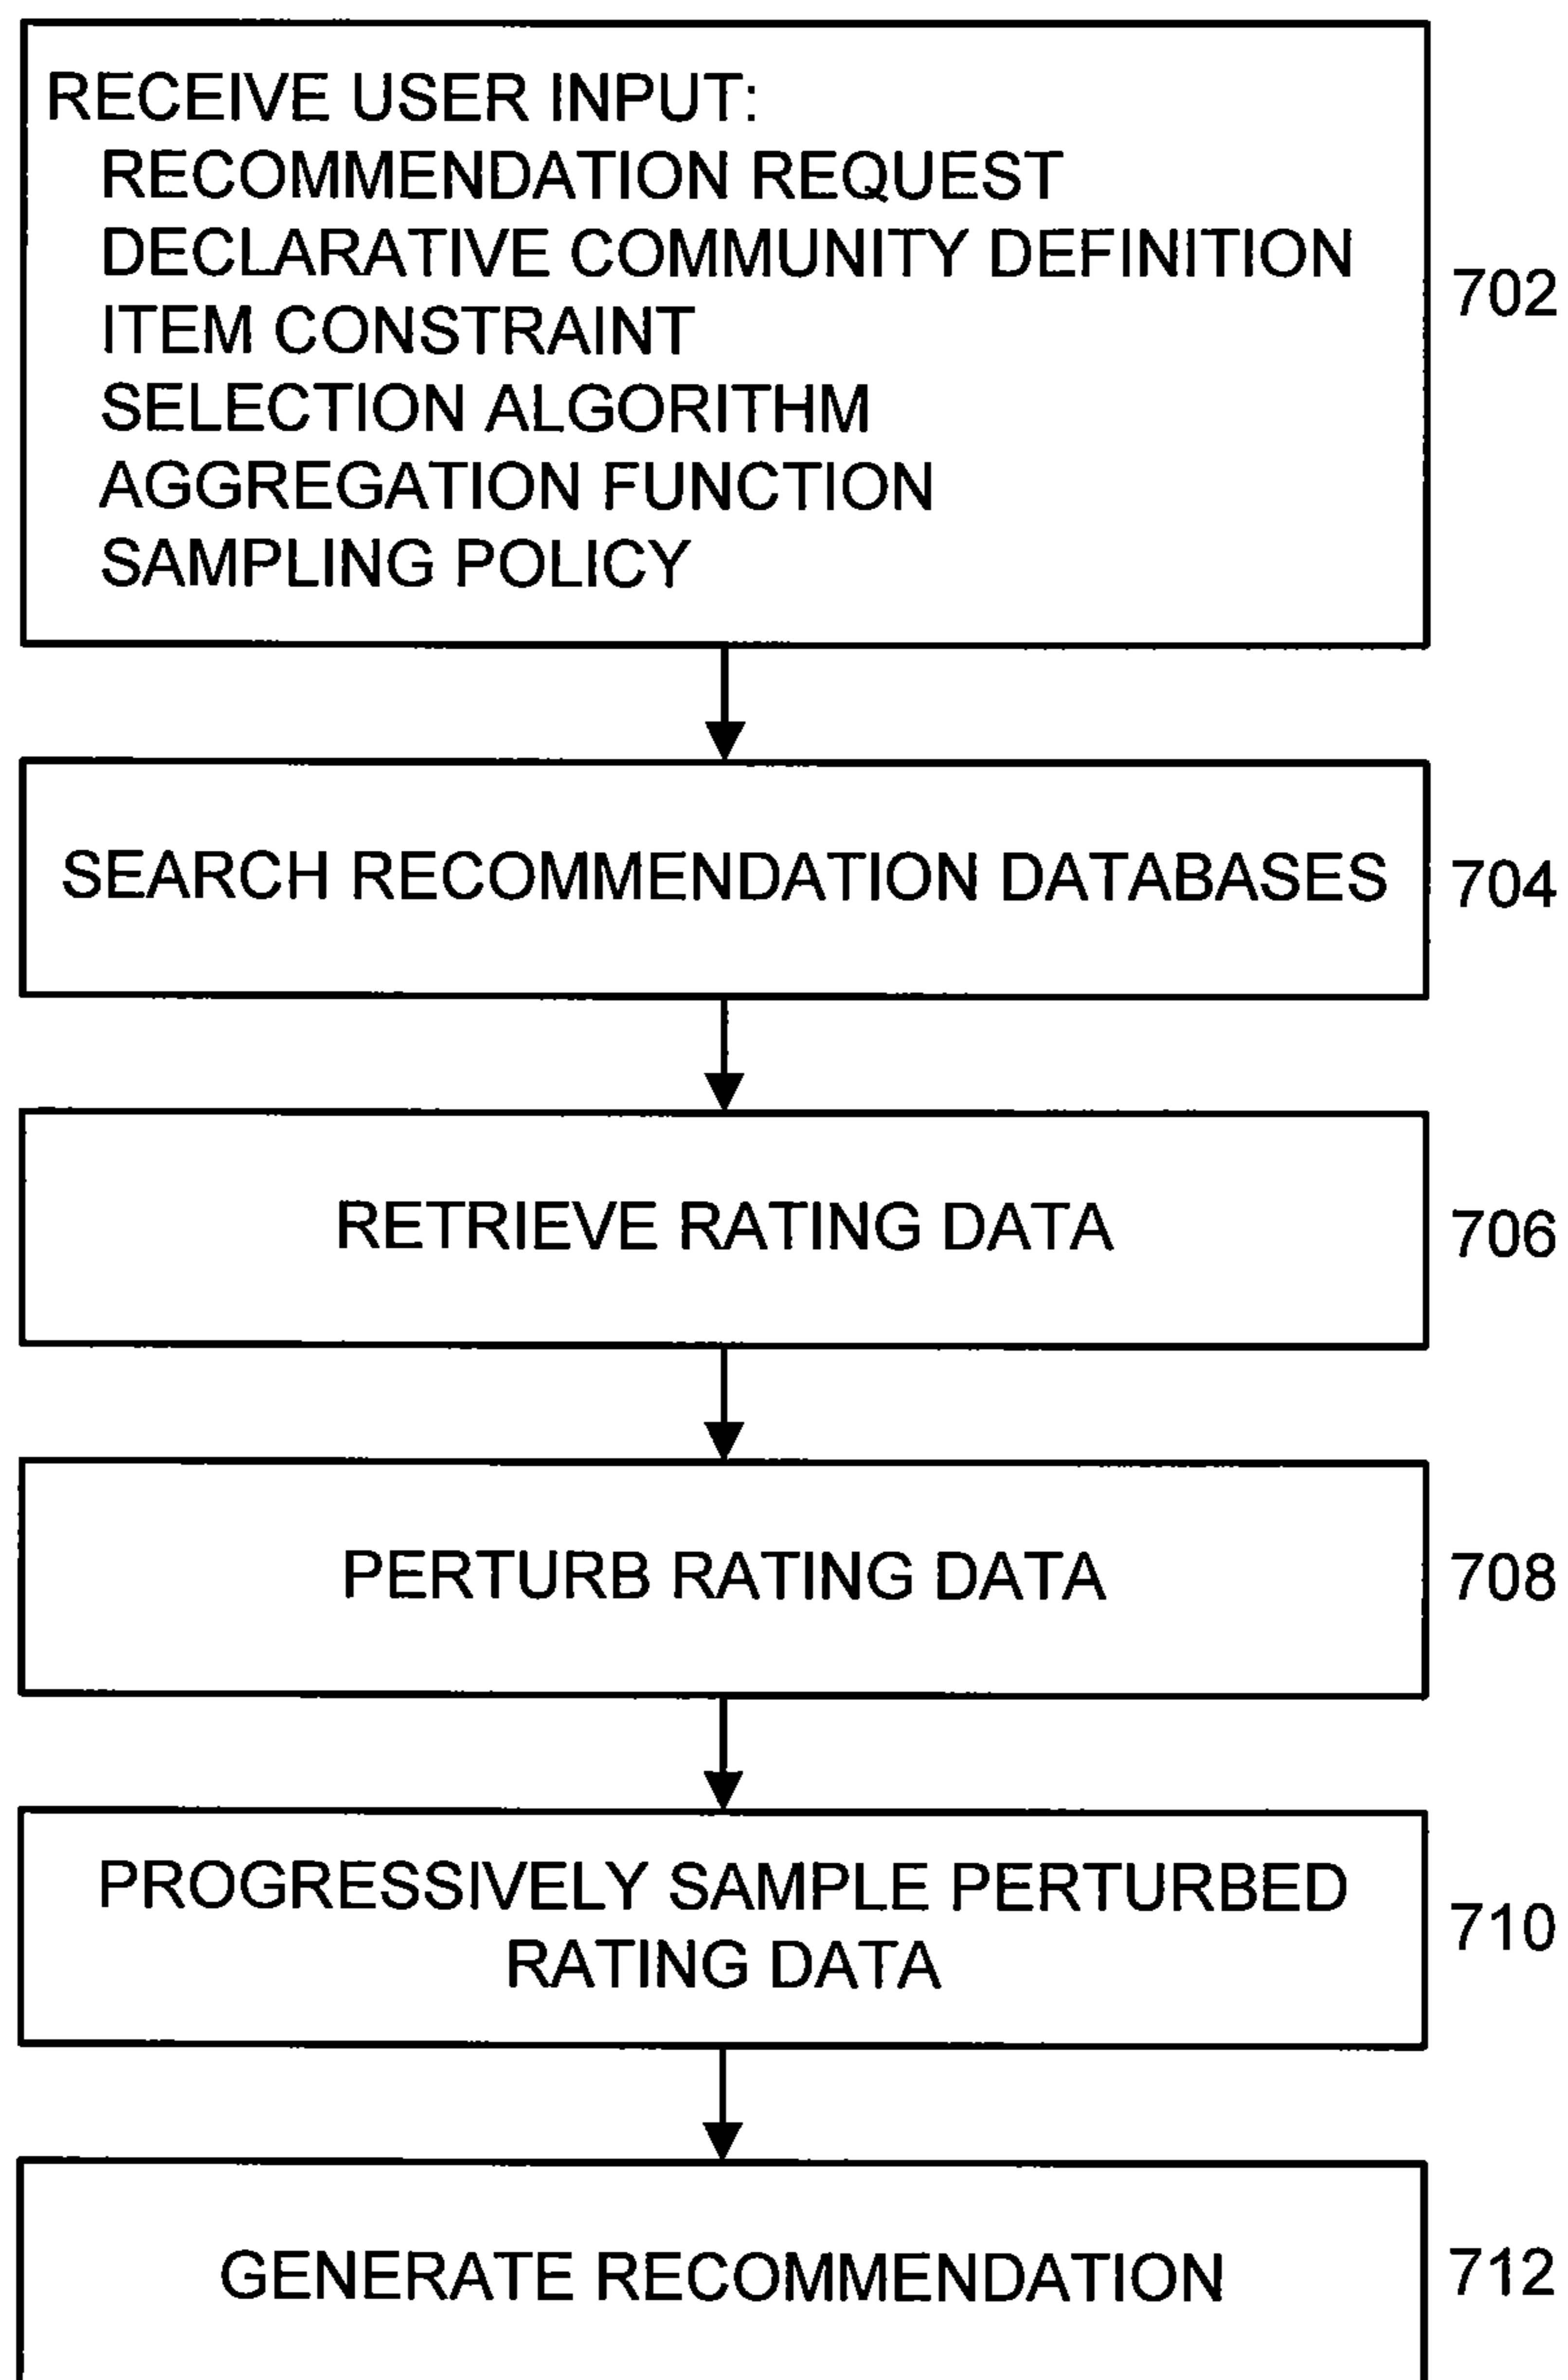 RECEIVE USER INPUT:
RECOMMENDATION REQUEST
DECLARATIVE COMMUNITY DEFINITION
ITEM CONSTRAINT
SELECTION ALGORITHM
AGGREGATION FUNCTION
SAMPLING POLICY
702
SEARCH RECOMMENDATION DATABASES
704
RETRIEVE RATING DATA
706
PERTURB RATING DATA
708
PROGRESSIVELY SAMPLE PERTURBED
RATING DATA
710
GENERATE RECOMMENDATION
712